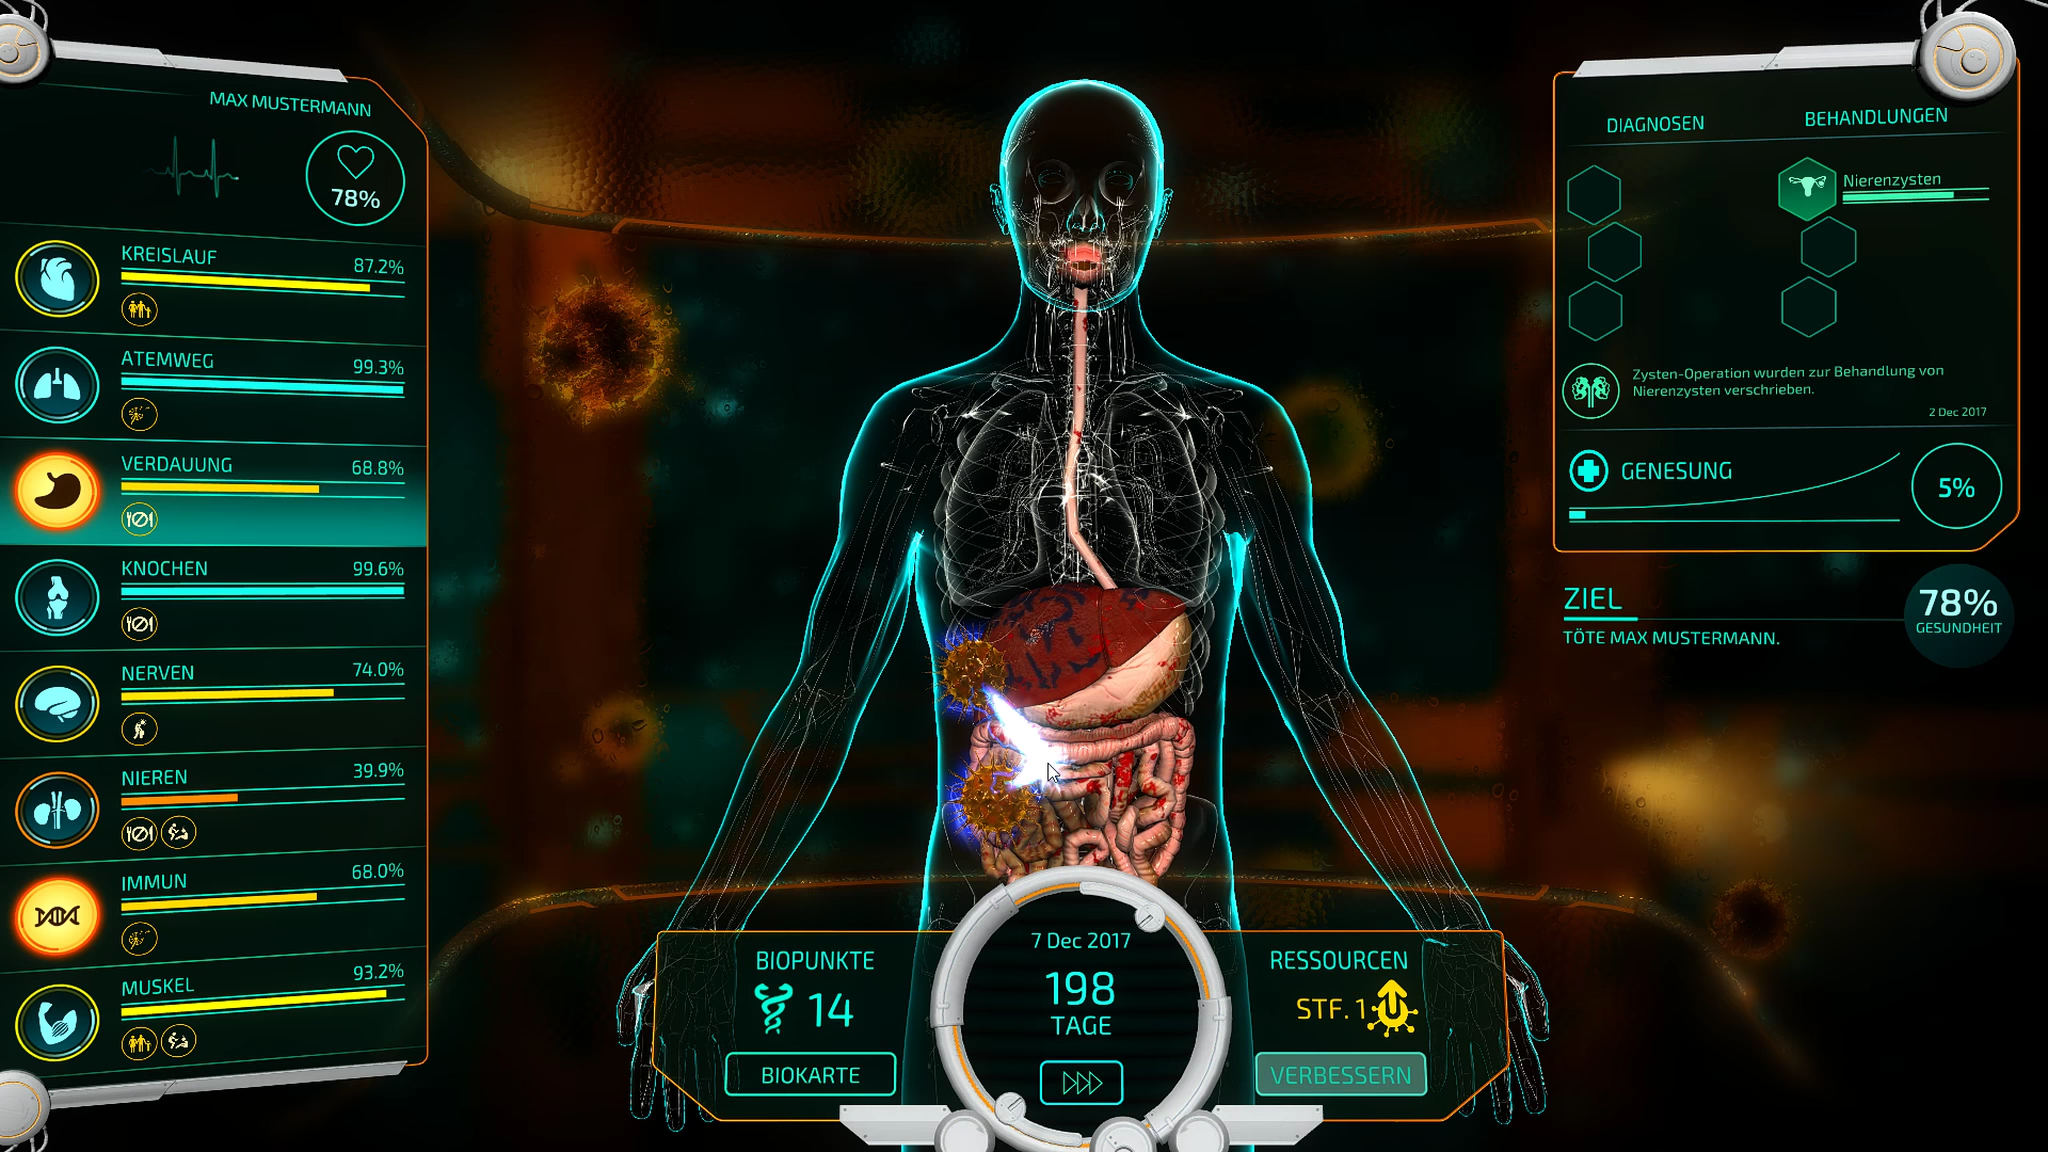 MAX MUSTERMANN
78%
KREISLAUF
87.2%
ATEMWEG
99.3%
VERDAUUNG
68.8%
KNOCHEN
99.6%
NERVEN
74.0%
NIEREN
39.9%
IMMUN
68.0%
MUSKEL
93.2%
BIOPUNKTE
14
BIOKARTE
7 Dec 2017
198
TAGE
RESSOURCEN
STF. 1
VERBESSERN
DIAGNOSEN
BEHANDLUNGEN
Nierenzysten
Zysten-Operation wurden zur Behandlung von
Nierenzysten verschrieben.
2 Dec 2017
GENESUNG
5%
ZIEL
TÖTE MAX MUSTERMANN.
78%
GESUNDHEIT